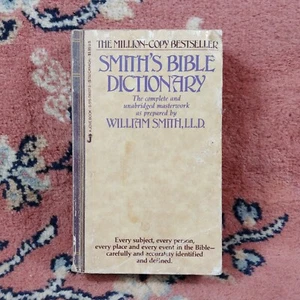 THE MILLION-COPY BESTSELLER
SMITH'S BIBLE
DICTIONARY
The complete and
unabridged masterwork
as prepared by
WILLIAM SMITH, LL.D.
Every subject, every person,
every place and every event in the Bible—
carefully and accurately identified
and defined.